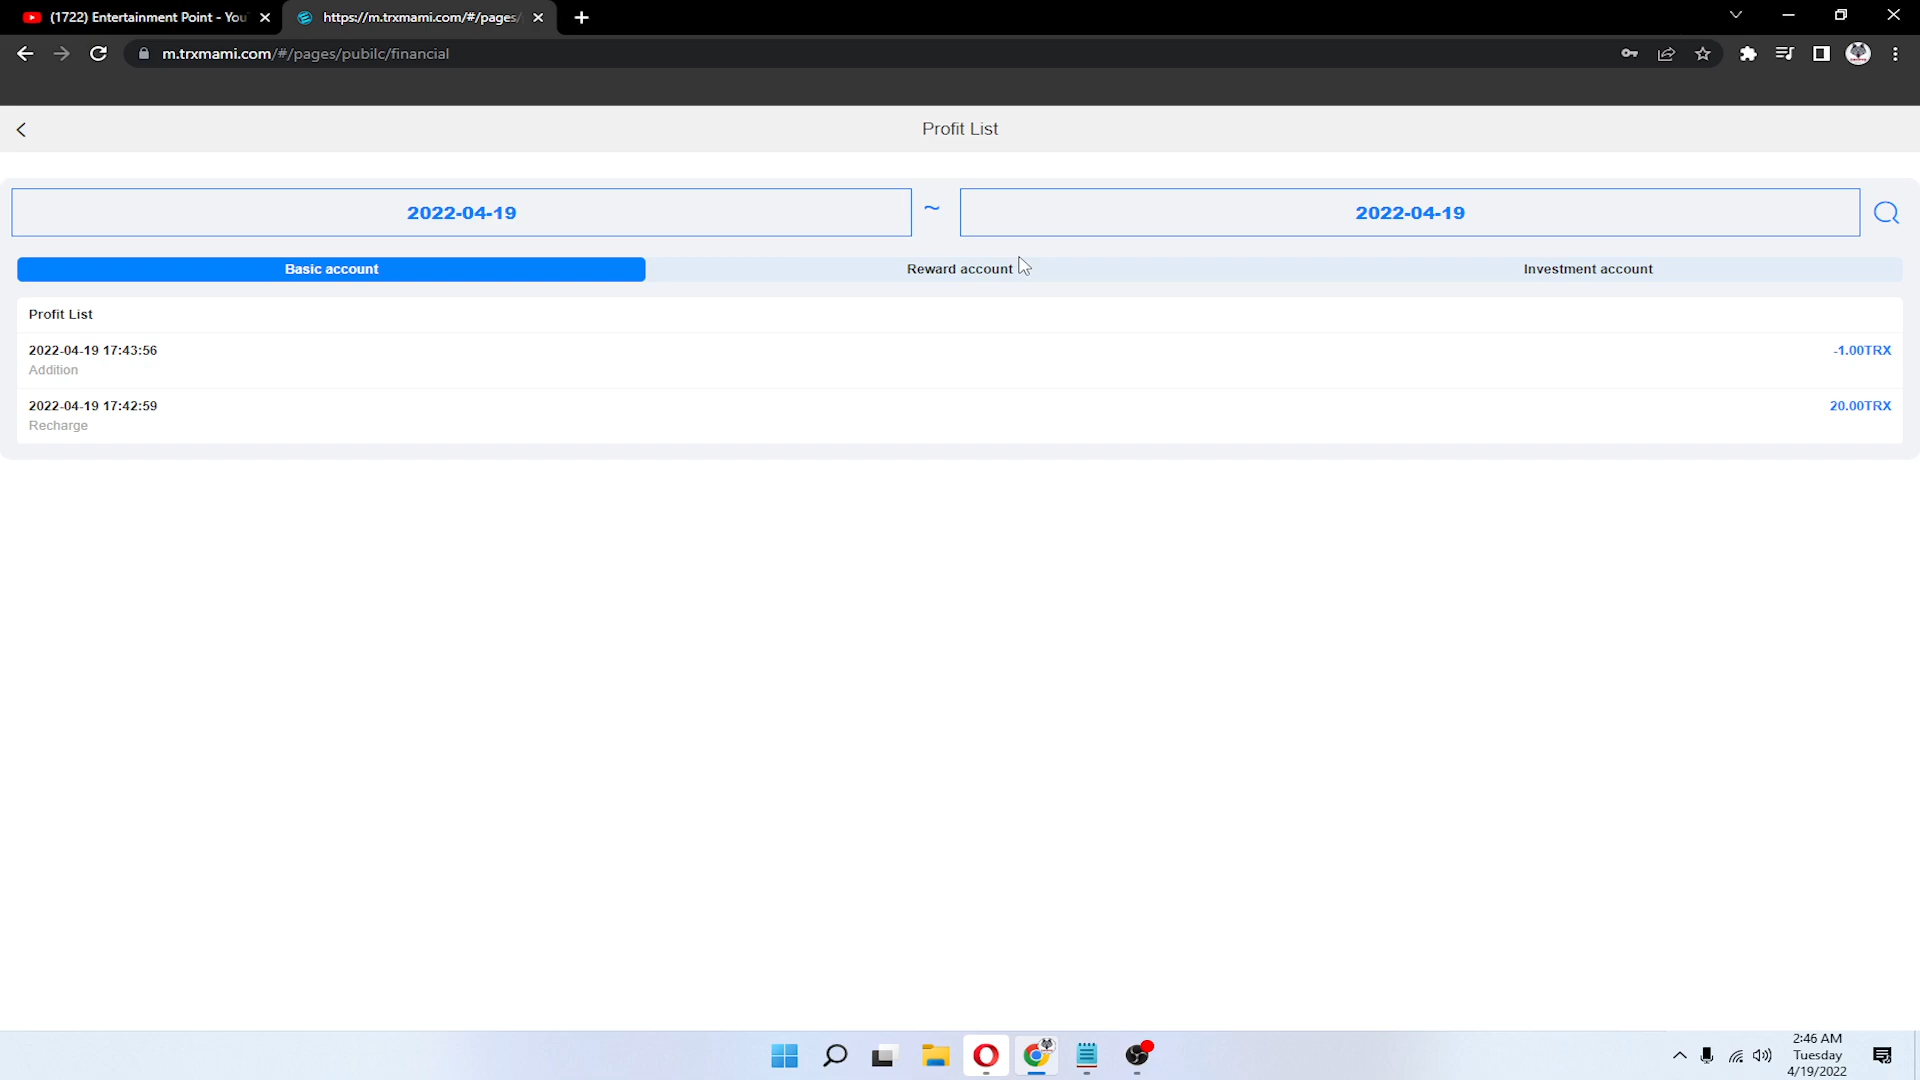 (1722) Entertainment Point - You
https://m.trxmami.com/#/pages/
m.trxmami.com/#/pages/pubilc/financial
Profit List
2022-04-19 ~ 2022-04-19
Basic account Reward account Investment account
Profit List
2022-04-19 17:43:56 -1.00TRX
Addition
2022-04-19 17:42:59 20.00TRX
Recharge
2:46 AM
Tuesday
4/19/2022